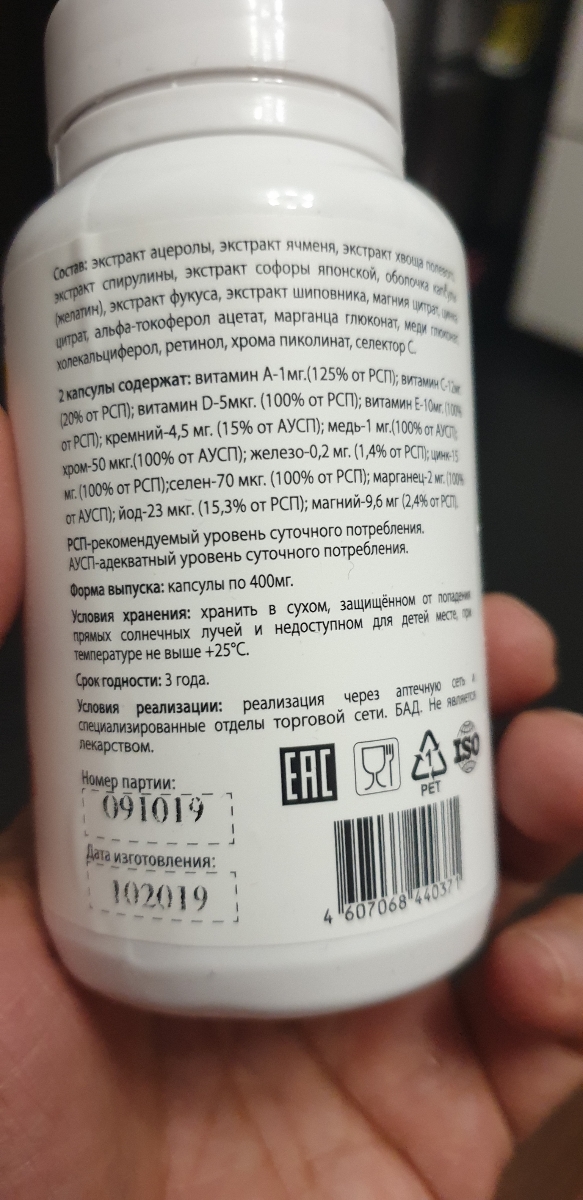 Состав: экстракт ацеролы, экстракт ячменя, экстракт хвоща полевого,
экстракт спирулины, экстракт софоры японской, оболочка капсулы
(желатин), экстракт фукуса, экстракт шиповника, магния цитрат, цинка
цитрат, альфа-токоферол ацетат, марганца глюконат, меди глюконат
холекальциферол, ретинол, хрома пиколинат, селектор С.
2 капсулы содержат: витамин А-1мг.(125% от РСП); витамин С-12мг.
(20% от РСП); витамин D-5мкг. (100% от РСП); витамин Е-10мг. (100%
от РСП); кремний-4,5 мг. (15% от АУСП); медь-1 мг.(100% от АУСП);
хром-50 мкг.(100% от АУСП); железо-0,2 мг. (1,4% от РСП); цинк-15
мг. (100% от РСП);селен-70 мкг. (100% от РСП); марганец-2 мг. (100%
от АУСП); йод-23 мкг. (15,3% от РСП); магний-9,6 мг (2,4% от РСП).
РСП-рекомендуемый уровень суточного потребления.
АУСП-адекватный уровень суточного потребления.
Форма выпуска: капсулы по 400мг.
Условия хранения: хранить в сухом, защищённом от попадания
прямых солнечных лучей и недоступном для детей месте, при
температуре не выше +25°С.
Срок годности: 3 года.
Условия реализации: реализация через аптечную сеть и
специализированные отделы торговой сети. БАД. Не является
лекарством.
Номер партии:
091019
Дата изготовления:
102019
EAC
1
PET
ISO
4 607068 440371